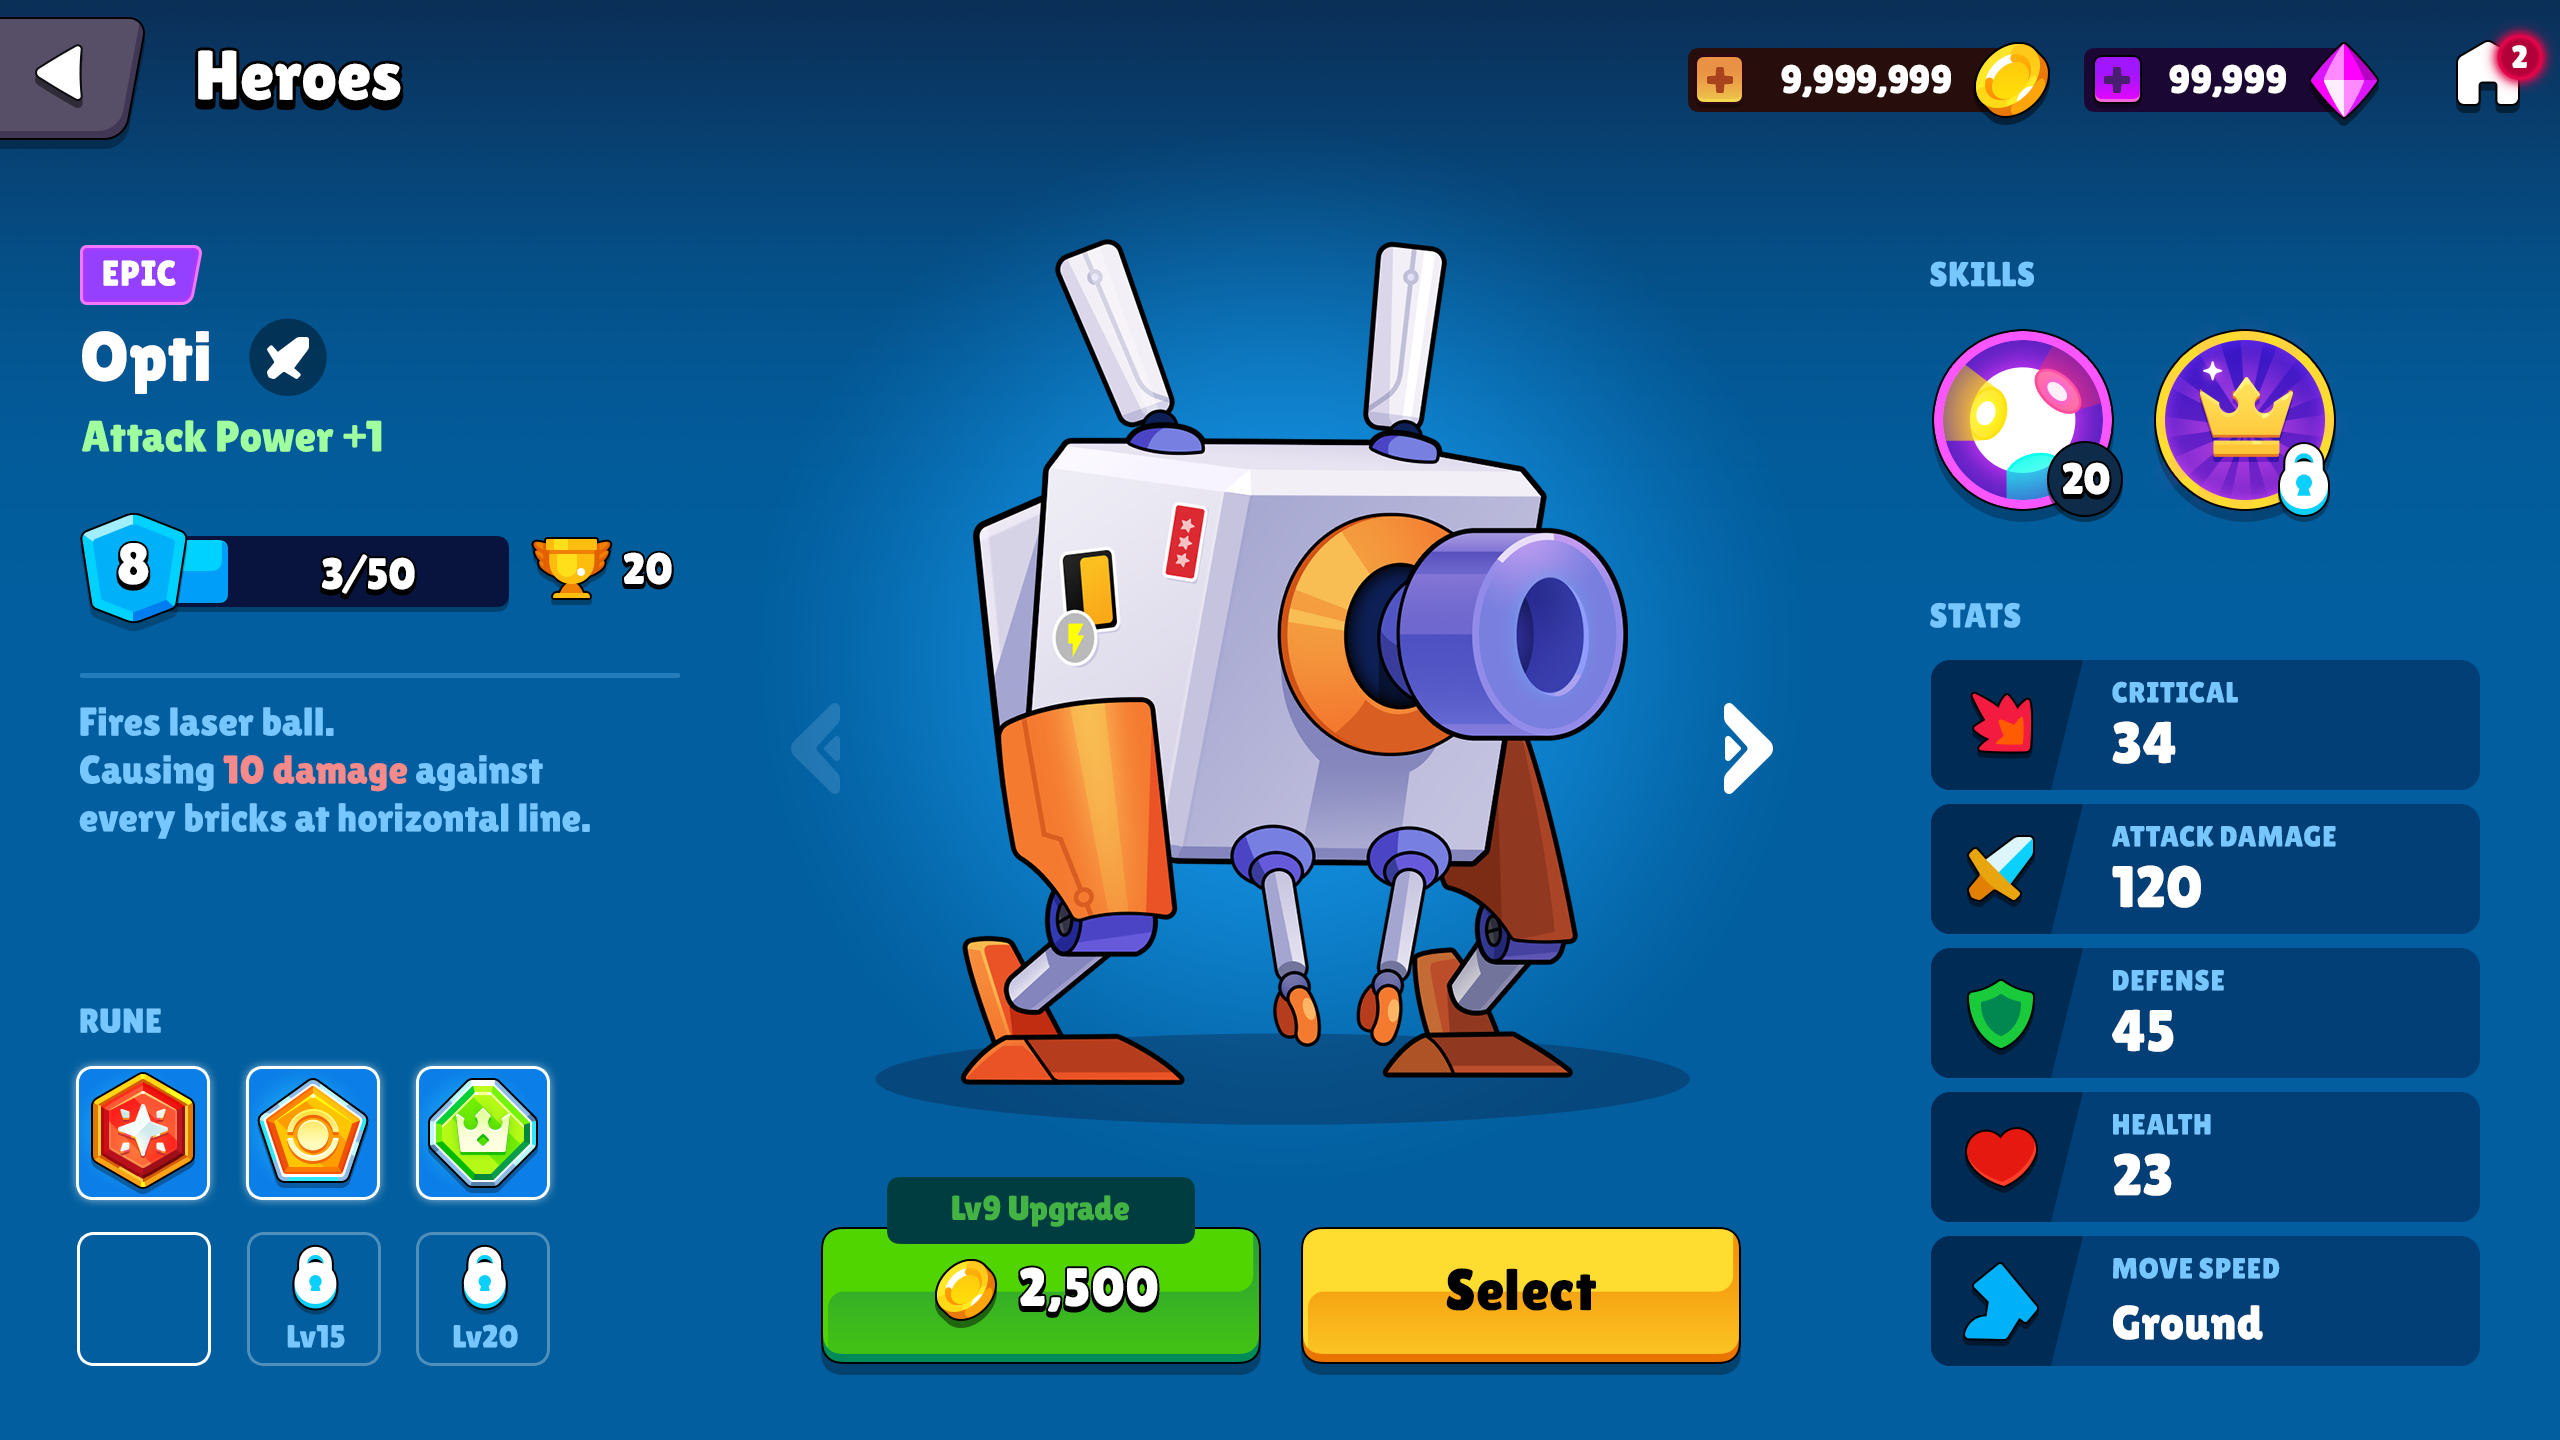 Heroes
9,999,999
99,999
2
EPIC
Opti
Attack Power +1
8
3/50
20
Fires laser ball.
Causing 10 damage against
every bricks at horizontal line.
RUNE
Lv15
Lv20
Lv9 Upgrade
2,500
Select
SKILLS
20
STATS
CRITICAL
34
ATTACK DAMAGE
120
DEFENSE
45
HEALTH
23
MOVE SPEED
Ground